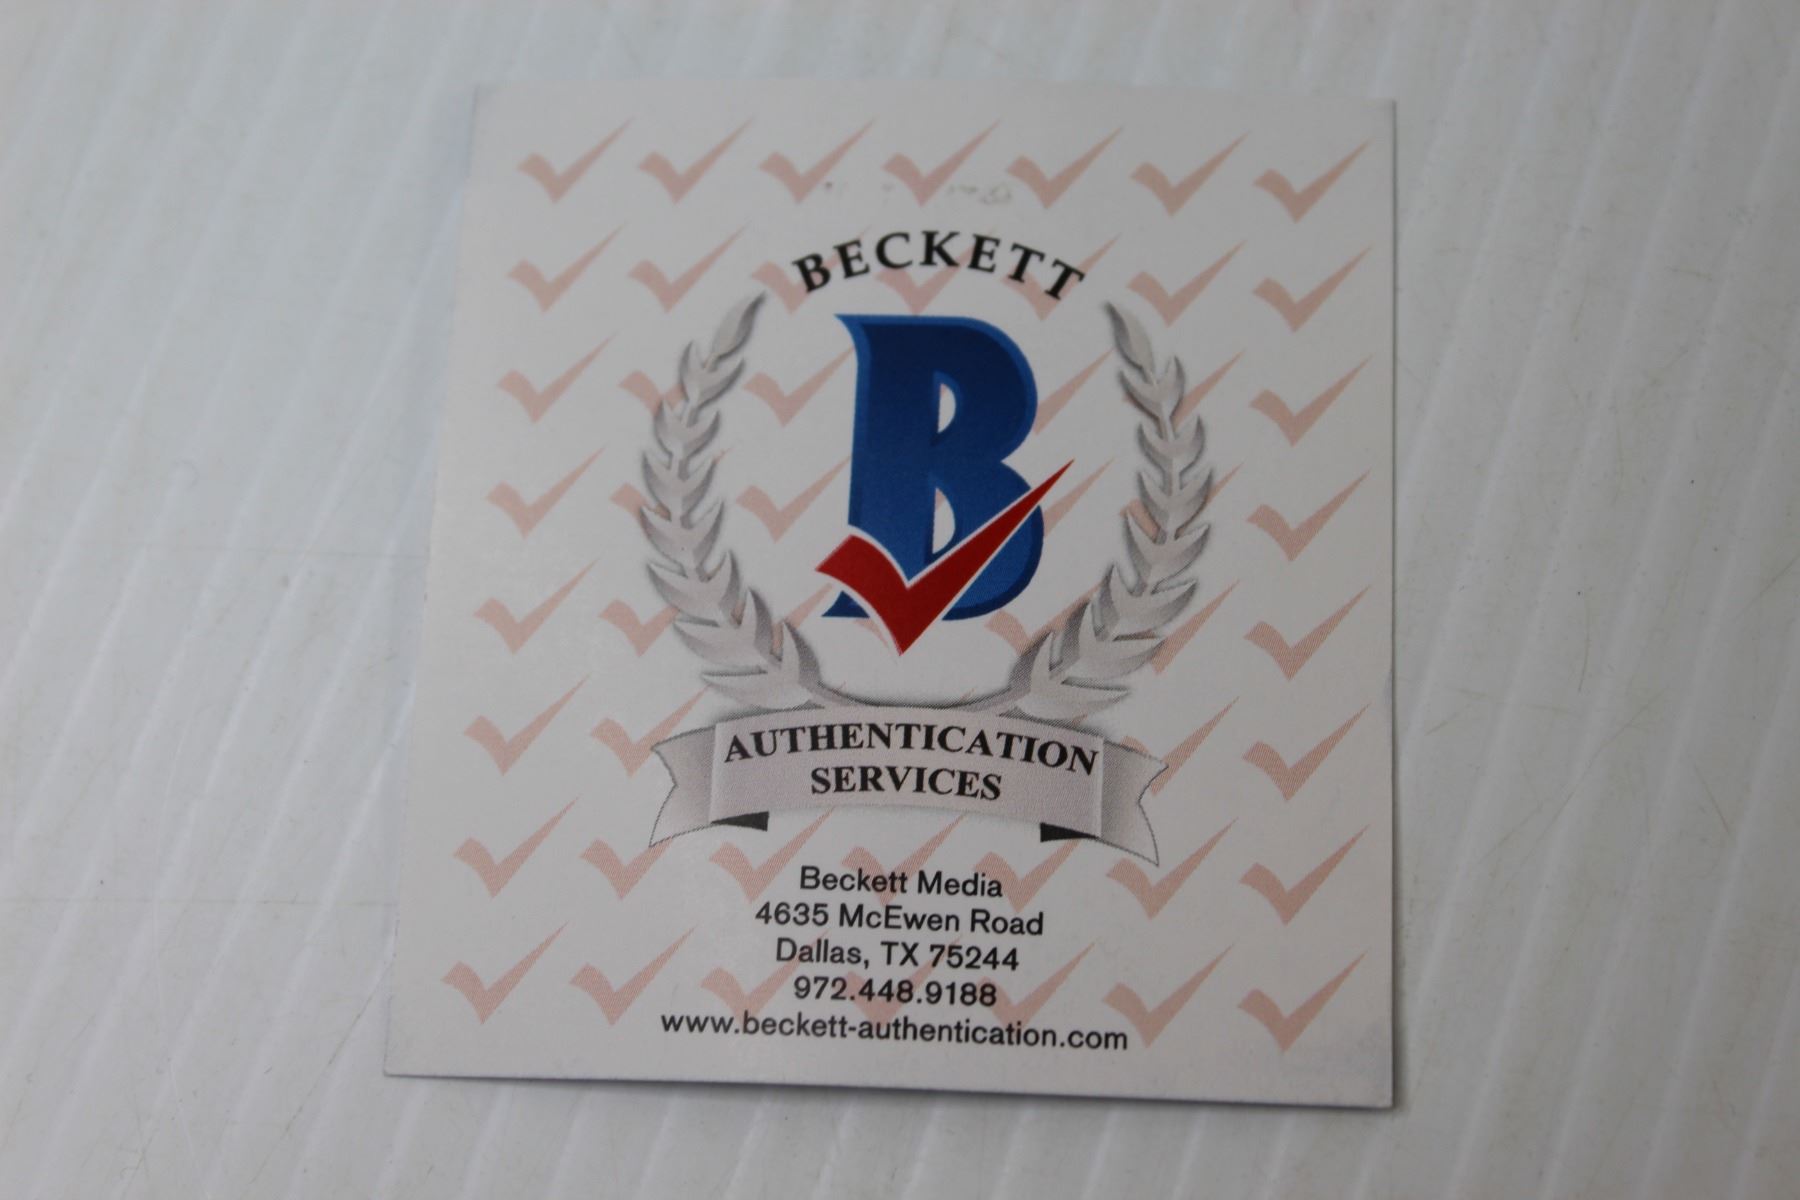 BECKETT
B
AUTHENTICATION
SERVICES
Beckett Media
4635 McEwen Road
Dallas, TX 75244
972.448.9188
www.beckett-authentication.com